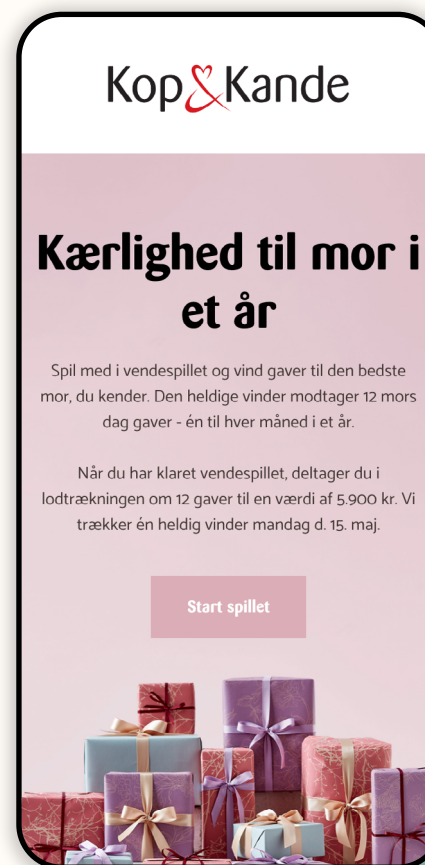 Kop&Kande
Kærlighed til mor i
et år
Spil med i vendespillet og vind gaver til den bedste
mor, du kender. Den heldige vinder modtager 12 mors
dag gaver - én til hver måned i et år.
Når du har klaret vendespillet, deltager du i
lodtrækningen om 12 gaver til en værdi af 5.900 kr. Vi
trækker én heldig vinder mandag d. 15. maj.
Start spillet